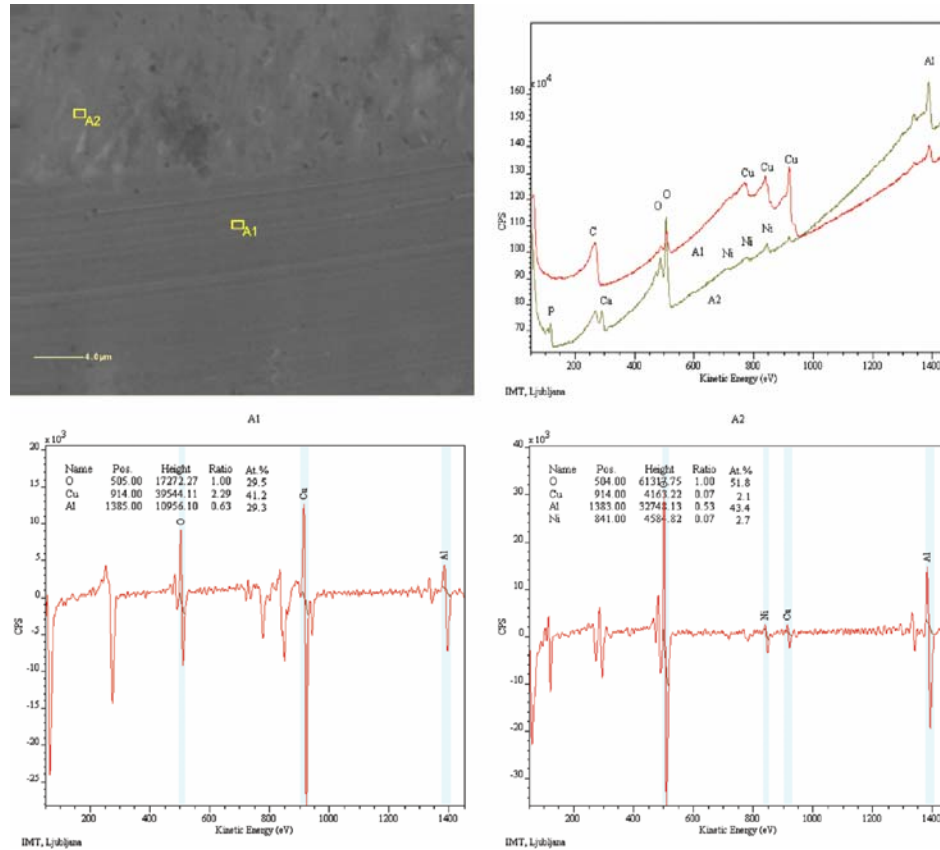 A2
A1
4.0µm
x10⁴
160
150
140
130
120
110
100
90
80
70
CPS
Al
Cu
Cu
Cu
O
O
C
A1
Ni
Ni
Ni
Ca
A2
P
200
400
600
800
1000
1200
1400
Kinetic Energy (eV)
IMT, Ljubljana
A1
x10³
20
15
10
5
0
-5
-10
-15
-20
-25
CPS
Name Pos. Height Ratio At.%
O 505.00 17272.27 1.00 29.5
Cu 914.00 39544.11 2.29 41.2
Al 1385.00 10956.10 0.63 29.3
O
Cu
Al
200 400 600 800 1000 1200 1400
Kinetic Energy (eV)
IMT, Ljubljana
A2
x10³
40
30
20
10
0
-10
-20
-30
CPS
Name Pos. Height Ratio At.%
O 504.00 61317.75 1.00 51.8
Cu 914.00 4163.22 0.07 2.1
Al 1383.00 32748.13 0.53 43.4
Ni 841.00 4584.82 0.07 2.7
Ni
Cu
Al
200 400 600 800 1000 1200 1400
Kinetic Energy (eV)
IMT, Ljubljana